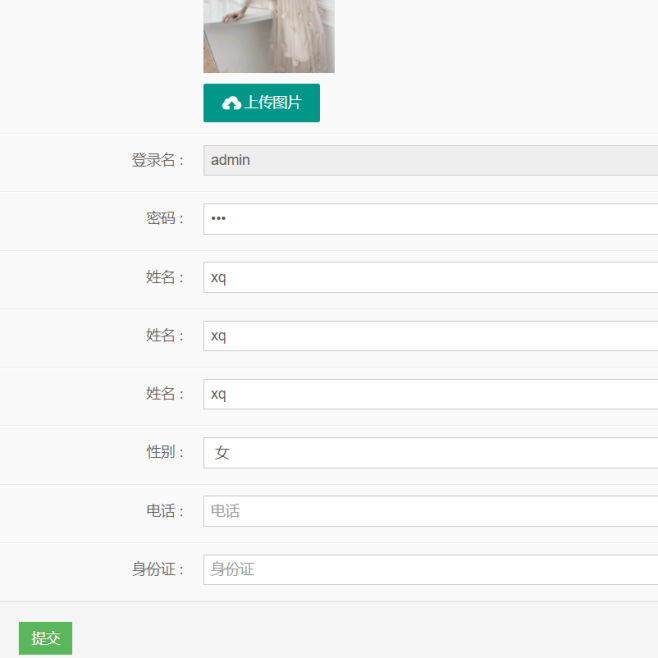 上传图片
登录名： admin
密码： •••
姓名： xq
姓名： xq
姓名： xq
性别： 女
电话： 电话
身份证： 身份证
提交